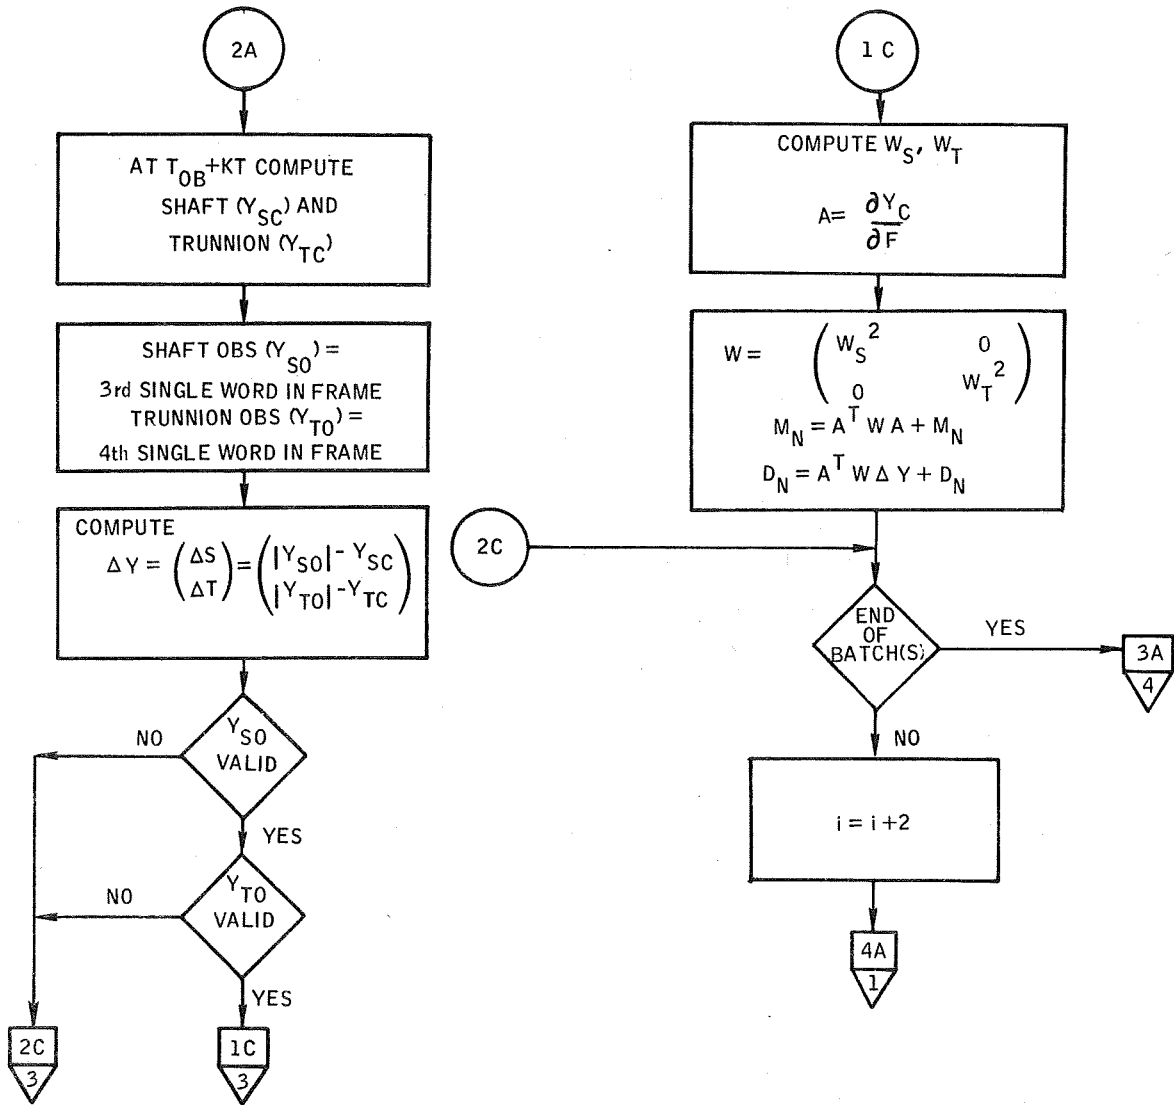 2A
AT T_OB+KT COMPUTE
SHAFT (Y_SC) AND
TRUNNION (Y_TC)
SHAFT OBS (Y_SO) =
3rd SINGLE WORD IN FRAME
TRUNNION OBS (Y_TO) =
4th SINGLE WORD IN FRAME
COMPUTE
ΔY = (ΔS ΔT) = (|Y_SO| - Y_SC |Y_TO| - Y_TC)
Y_SO
VALID
NO
YES
Y_TO
VALID
NO
YES
2C
3
1C
3
1 C
COMPUTE W_S, W_T
A= ∂Y_C
∂F
W = (W_S^2 0
0 W_T^2)
M_N = A^T W A + M_N
D_N = A^T W Δ Y + D_N
2C
END
OF
BATCH(S)
YES
3A
4
NO
i = i+2
4A
1